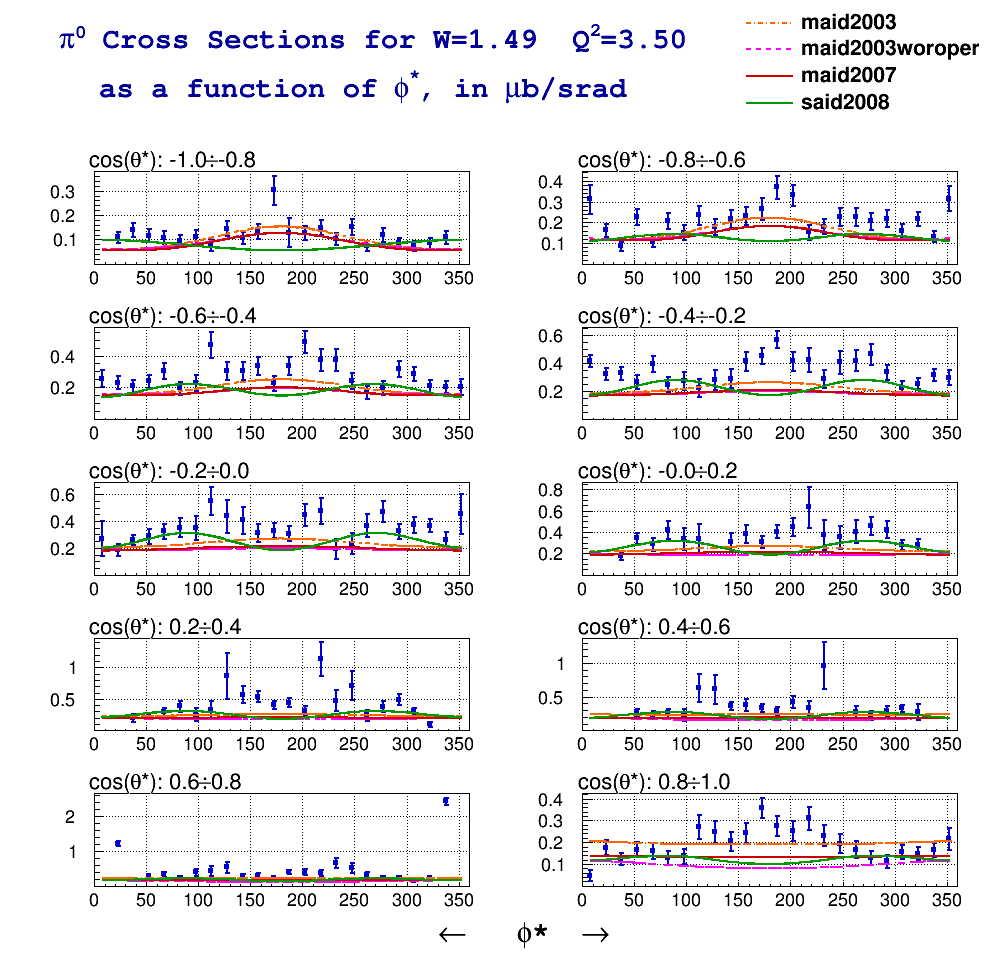 π⁰ Cross Sections for W=1.49 Q²=3.50
as a function of ϕ*, in μb/srad
maid2003
maid2003woroper
maid2007
said2008
cos(θ*): -1.0÷-0.8
0.3
0.2
0.1
0 50 100 150 200 250 300 350
cos(θ*): -0.8÷-0.6
0.4
0.3
0.2
0.1
0 50 100 150 200 250 300 350
cos(θ*): -0.6÷-0.4
0.4
0.2
0 50 100 150 200 250 300 350
cos(θ*): -0.4÷-0.2
0.6
0.4
0.2
0 50 100 150 200 250 300 350
cos(θ*): -0.2÷0.0
0.6
0.4
0.2
0 50 100 150 200 250 300 350
cos(θ*): -0.0÷0.2
0.8
0.6
0.4
0.2
0 50 100 150 200 250 300 350
cos(θ*): 0.2÷0.4
1
0.5
0 50 100 150 200 250 300 350
cos(θ*): 0.4÷0.6
1
0.5
0 50 100 150 200 250 300 350
cos(θ*): 0.6÷0.8
2
1
0 50 100 150 200 250 300 350
cos(θ*): 0.8÷1.0
0.4
0.3
0.2
0.1
0 50 100 150 200 250 300 350
← ϕ* →